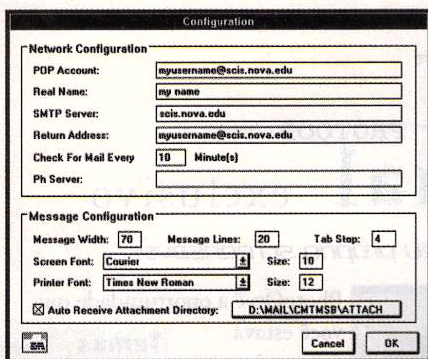 Configuration
Network Configuration
POP Account: myusername@scis.nova.edu
Real Name: my name
SMTP Server: scis.nova.edu
Return Address: myusername@scis.nova.edu
Check For Mail Every 10 Minute(s)
Ph Server:
Message Configuration
Message Width: 70 Message Lines: 20 Tab Stop: 4
Screen Font: Courier Size: 10
Printer Font: Times New Roman Size: 12
Auto Receive Attachment Directory: D:\MAIL\CMTMSB\ATTACH
Cancel OK